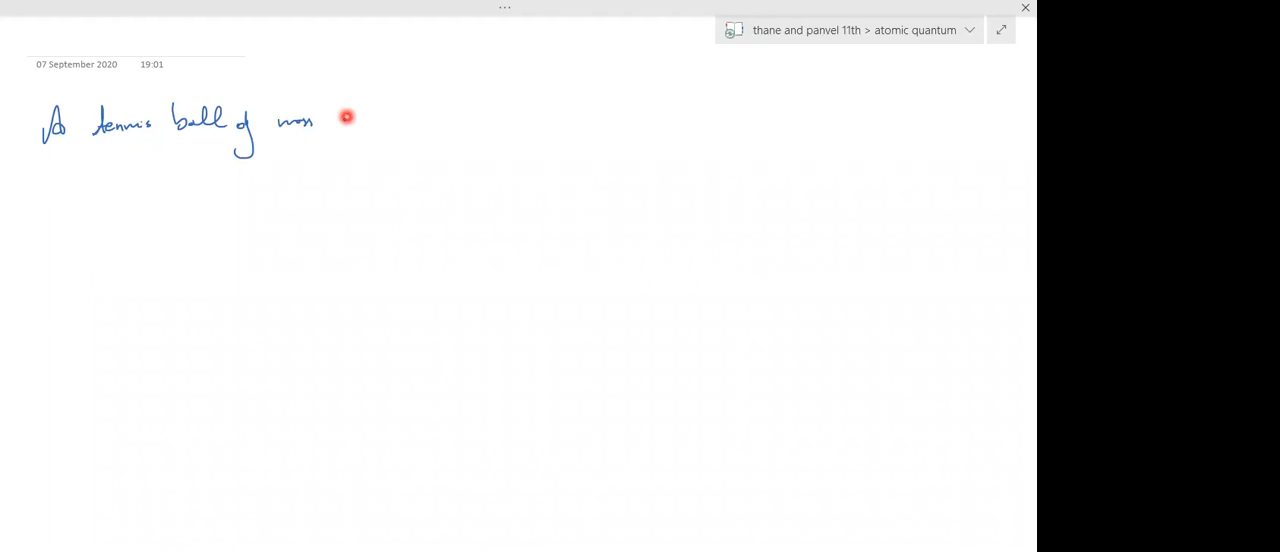 thane and panvel 11th > atomic quantum
07 September 2020 19:01
A tennis ball of mass